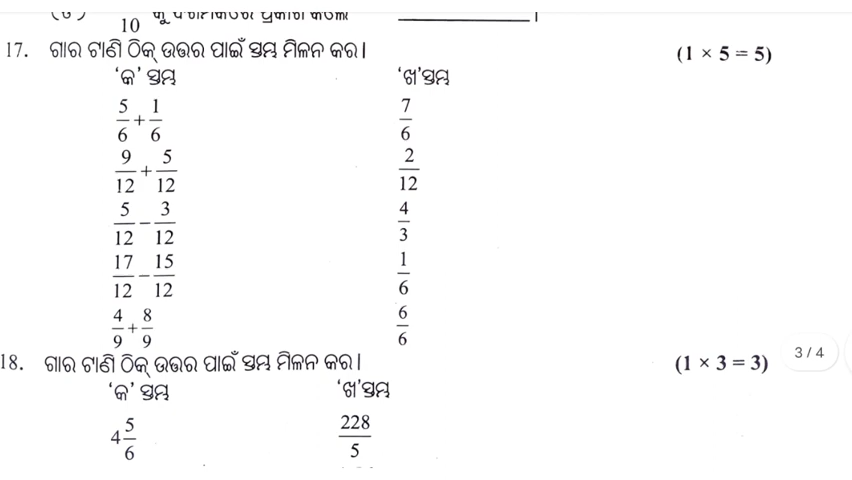 10
17. ଗାର ଟାଣି ଠିକ୍ ଉତ୍ତର ପାଇଁ ସ୍ତମ୍ଭ ମିଳନ କର। (1 × 5 = 5)
‘କ’ ସ୍ତମ୍ଭ ‘ଖ’ସ୍ତମ୍ଭ
5/6 + 1/6 7/6
9/12 + 5/12 2/12
5/12 − 3/12 4/3
17/12 − 15/12 1/6
4/9 + 8/9 6/6
18. ଗାର ଟାଣି ଠିକ୍ ଉତ୍ତର ପାଇଁ ସ୍ତମ୍ଭ ମିଳନ କର। (1 × 3 = 3)
3 / 4
‘କ’ ସ୍ତମ୍ଭ ‘ଖ’ସ୍ତମ୍ଭ
4 5/6 228/5